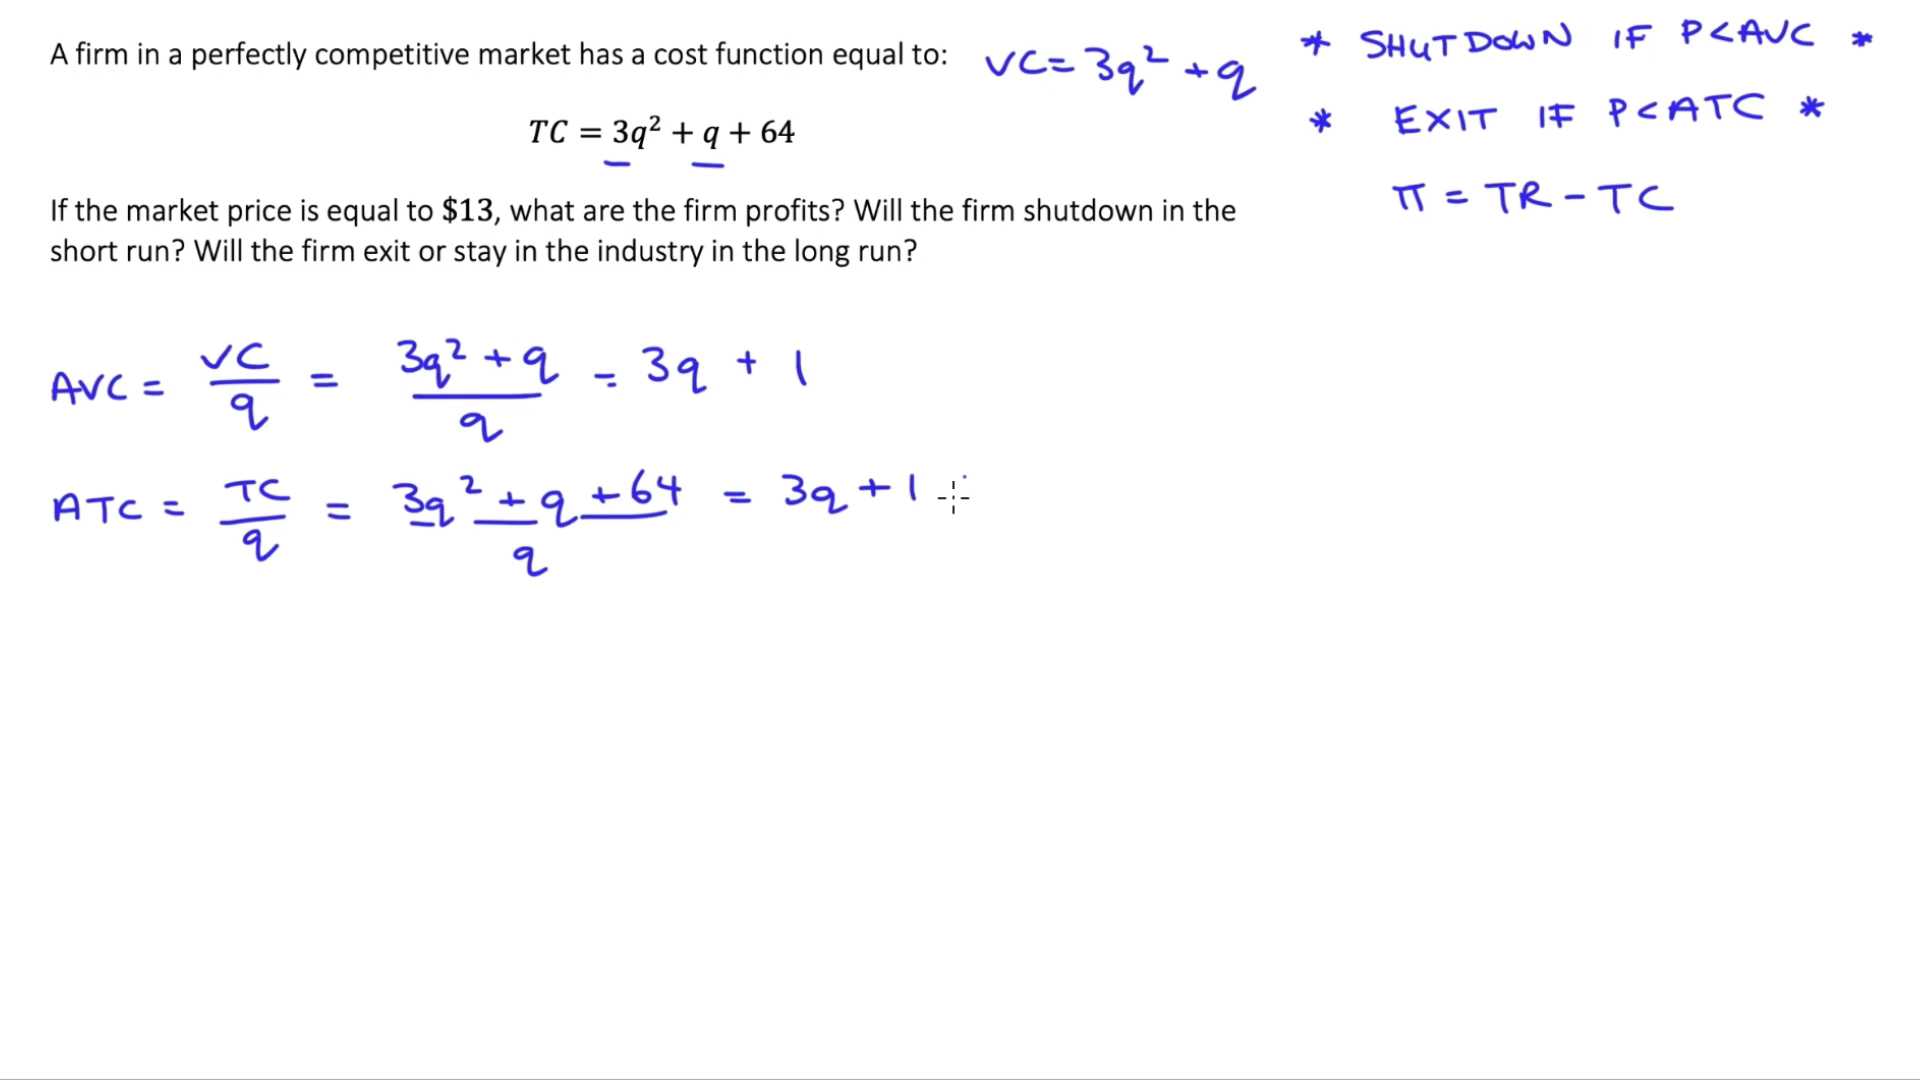 A firm in a perfectly competitive market has a cost function equal to:
VC = 3q² + q
* SHUTDOWN IF P<AVC *
TC = 3q² + q + 64
* EXIT IF P<ATC *
π = TR - TC
If the market price is equal to $13, what are the firm profits? Will the firm shutdown in the
short run? Will the firm exit or stay in the industry in the long run?
AVC = VC/q = (3q² + q)/q = 3q + 1
ATC = TC/q = (3q² + q + 64)/q = 3q + 1